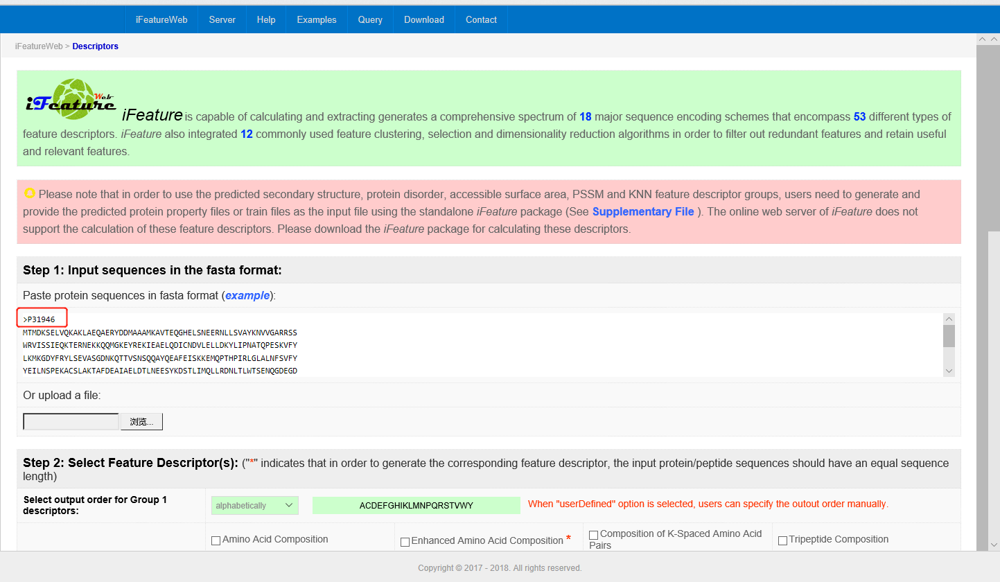 iFeatureWeb Server Help Examples Query Download Contact
iFeatureWeb > Descriptors
iFeature Web iFeature is capable of calculating and extracting generates a comprehensive spectrum of 18 major sequence encoding schemes that encompass 53 different types of
feature descriptors. iFeature also integrated 12 commonly used feature clustering, selection and dimensionality reduction algorithms in order to filter out redundant features and retain useful
and relevant features.
Please note that in order to use the predicted secondary structure, protein disorder, accessible surface area, PSSM and KNN feature descriptor groups, users need to generate and
provide the predicted protein property files or train files as the input file using the standalone iFeature package (See Supplementary File ). The online web server of iFeature does not
support the calculation of these feature descriptors. Please download the iFeature package for calculating these descriptors.
Step 1: Input sequences in the fasta format:
Paste protein sequences in fasta format (example):
>P31946
MTMDKSELVQKAKLAEQAERYDDMAAAMKAVTEQGHELSNEERNLLSVAYKNVVGARRSS
WRVISSIEQKTERNEKKQQMGKEYREKIEAELQDICNDVLELLDKYLIPNATQPESKVFY
LKMKGDYFRYLSEVASGDNKQTTVSNSQQAYQEAFEISKKEMQPTHPIRLGLALNFSVFY
YEILNSPEKACSLAKTAFDEAIAELDTLNEESYKDSTLIMQLLRDNLTLWTSENQGDEGD
Or upload a file:
浏览...
Step 2: Select Feature Descriptor(s): ("*" indicates that in order to generate the corresponding feature descriptor, the input protein/peptide sequences should have an equal sequence
length)
Select output order for Group 1
descriptors:
alphabetically ACDEFGHIKLMNPQRSTVWY When "userDefined" option is selected, users can specify the outout order manually.
Amino Acid Composition
Enhanced Amino Acid Composition *
Composition of K-Spaced Amino Acid
Pairs
Tripeptide Composition
Copyright © 2017 - 2018. All rights reserved.